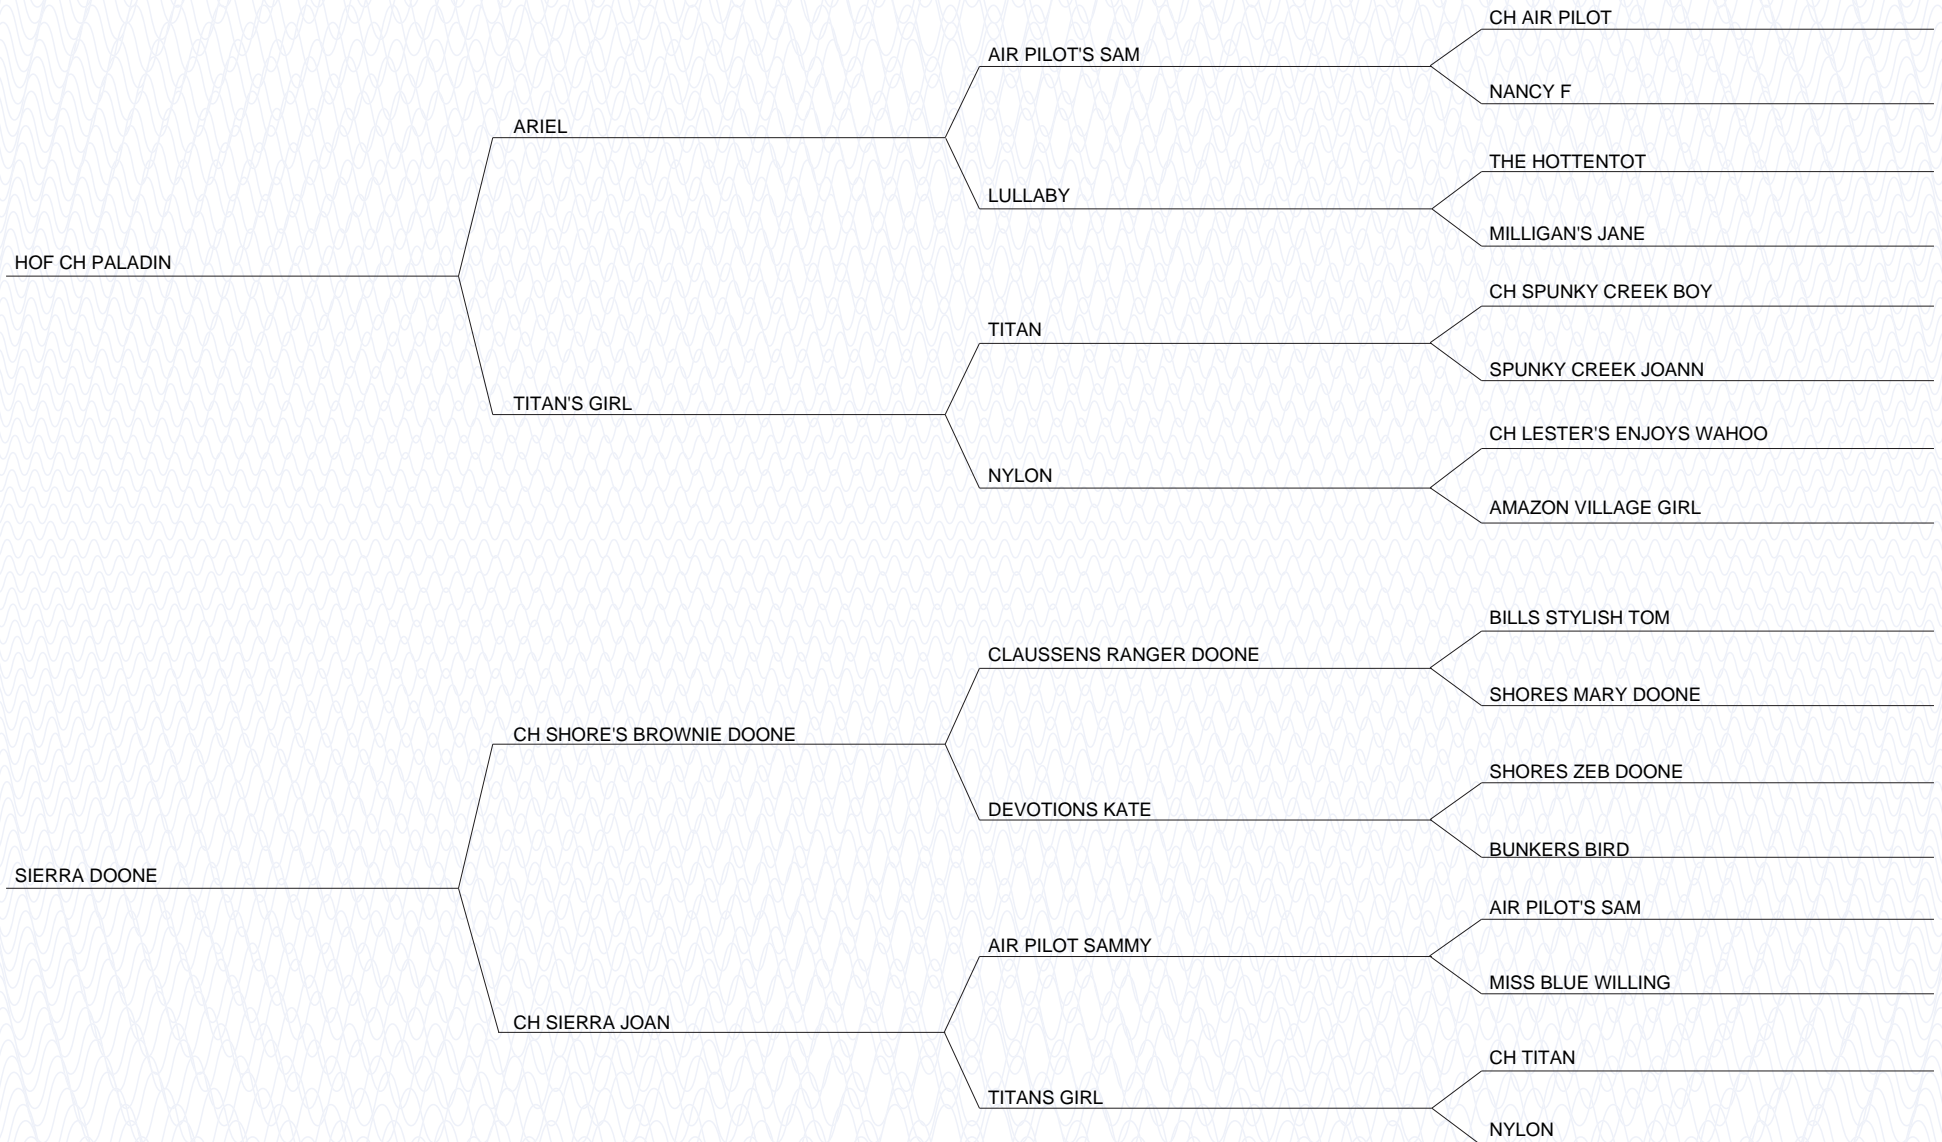 CH AIR PILOT
AIR PILOT'S SAM
NANCY F
ARIEL
THE HOTTENTOT
LULLABY
MILLIGAN'S JANE
HOF CH PALADIN
CH SPUNKY CREEK BOY
TITAN
SPUNKY CREEK JOANN
TITAN'S GIRL
CH LESTER'S ENJOYS WAHOO
NYLON
AMAZON VILLAGE GIRL
BILLS STYLISH TOM
CLAUSSENS RANGER DOONE
SHORES MARY DOONE
CH SHORE'S BROWNIE DOONE
SHORES ZEB DOONE
DEVOTIONS KATE
BUNKERS BIRD
SIERRA DOONE
AIR PILOT'S SAM
AIR PILOT SAMMY
MISS BLUE WILLING
CH SIERRA JOAN
CH TITAN
TITANS GIRL
NYLON